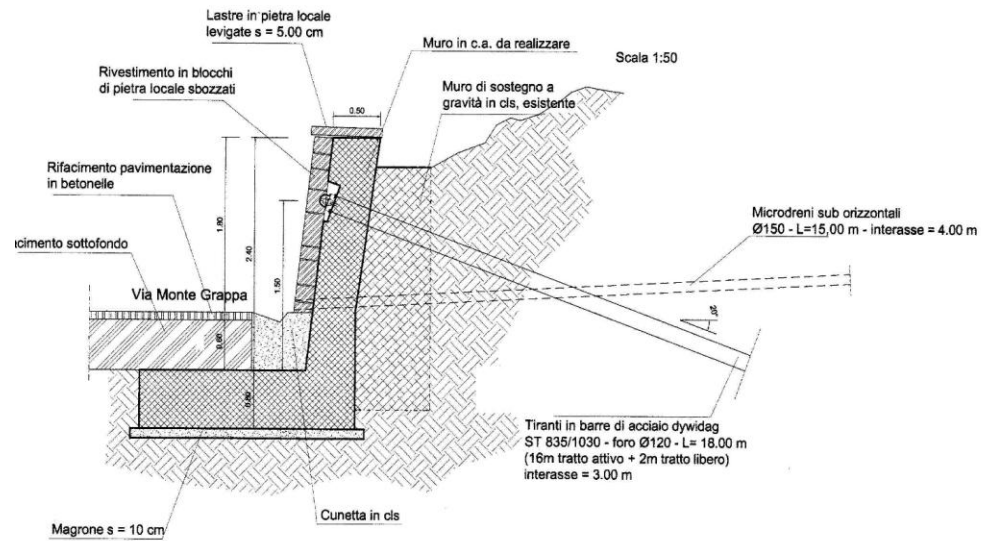 Lastre in pietra locale
levigate s = 5.00 cm
Muro in c.a. da realizzare
Scala 1:50
Rivestimento in blocchi
di pietra locale sbozzati
Muro di sostegno a
gravità in cls, esistente
0.50
Rifacimento pavimentazione
in betonelle
1.80
2.40
1.50
acimento sottofondo
Microdreni sub orizzontali
Ø150 - L=15,00 m - interasse = 4.00 m
Via Monte Grappa
20°
0.60
0.60
Tiranti in barre di acciaio dywidag
ST 835/1030 - foro Ø120 - L= 18.00 m
(16m tratto attivo + 2m tratto libero)
interasse = 3.00 m
Cunetta in cls
Magrone s = 10 cm